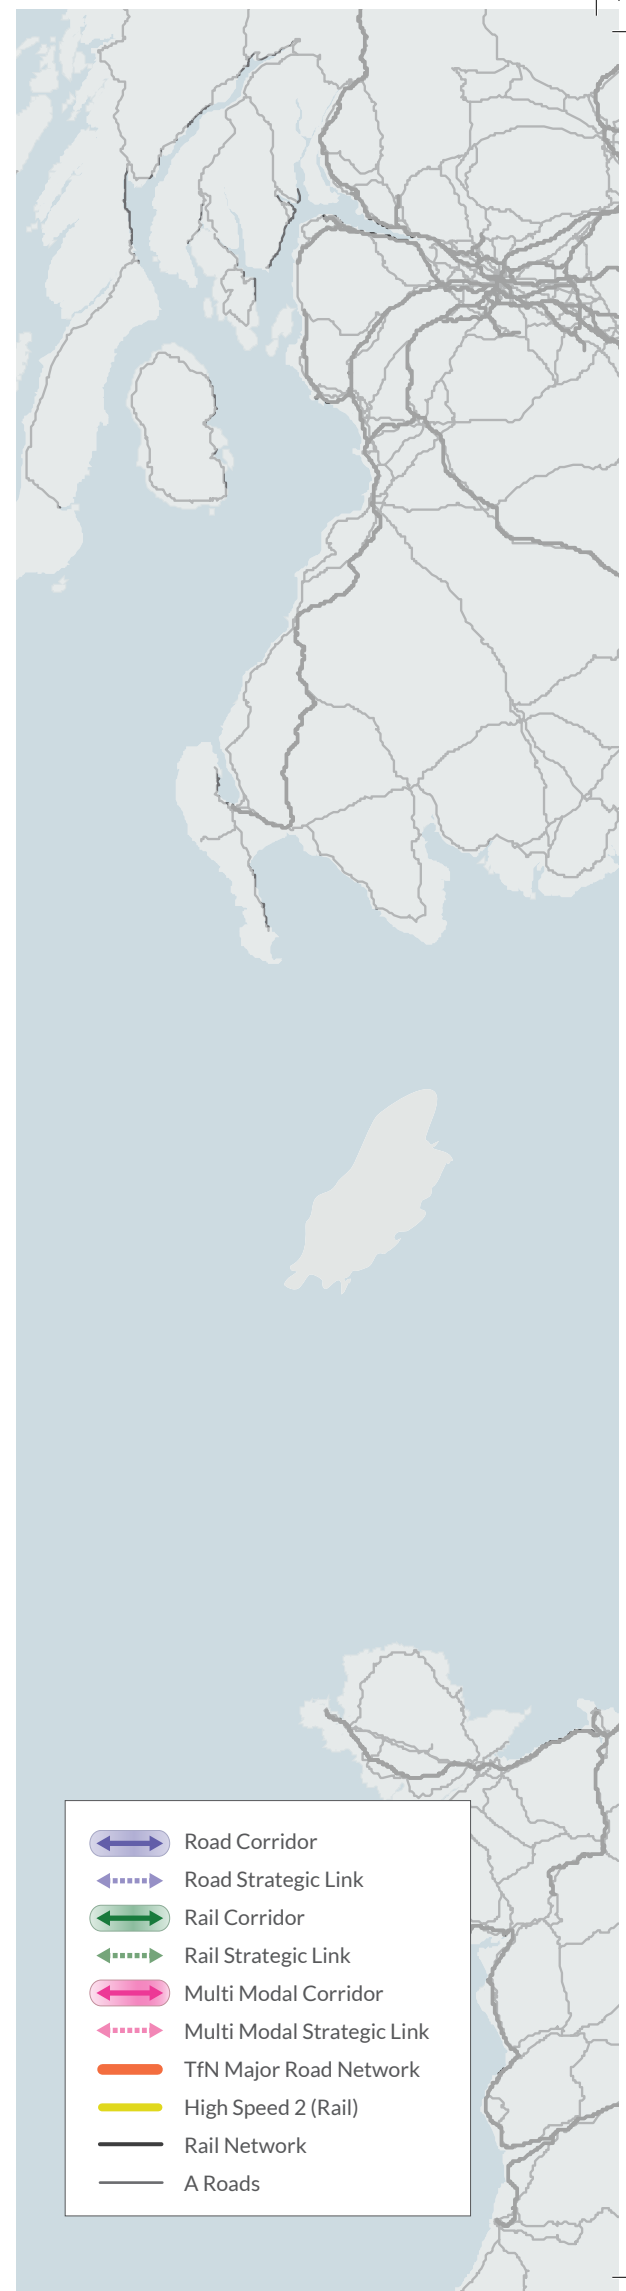 Road Corridor
Road Strategic Link
Rail Corridor
Rail Strategic Link
Multi Modal Corridor
Multi Modal Strategic Link
TfN Major Road Network
High Speed 2 (Rail)
Rail Network
A Roads